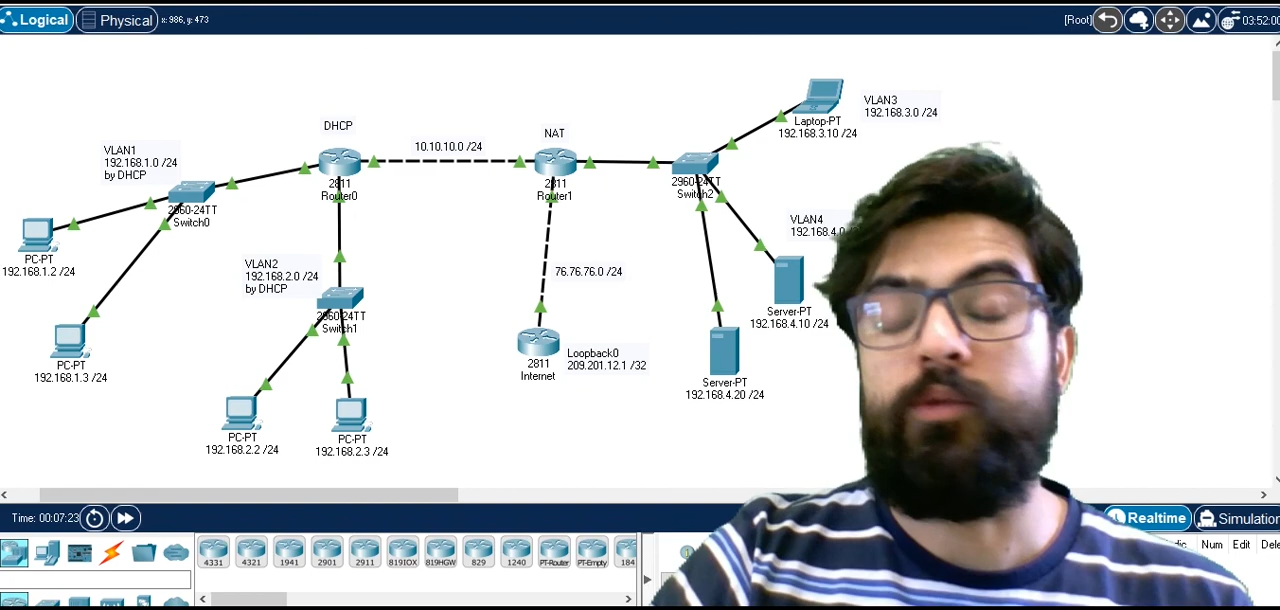 Logical
Physical
x: 986, y: 473
[Root]
03:52:00
DHCP
10.10.10.0 /24
NAT
VLAN1
192.168.1.0 /24
by DHCP
2811
Router0
2811
Router1
2960-24TT
Switch0
PC-PT
192.168.1.2 /24
PC-PT
192.168.1.3 /24
VLAN2
192.168.2.0 /24
by DHCP
2960-24TT
Switch1
PC-PT
192.168.2.2 /24
PC-PT
192.168.2.3 /24
76.76.76.0 /24
2811
Internet
Loopback0
209.201.12.1 /32
Laptop-PT
192.168.3.10 /24
VLAN3
192.168.3.0 /24
2960-24TT
Switch2
VLAN4
192.168.4.0
Server-PT
192.168.4.10 /24
Server-PT
192.168.4.20 /24
Time: 00:07:23
Realtime
Simulation
4331
4321
1941
2901
2911
819IOX
819HGW
829
1240
PT-Router
PT-Empty
184
Num
Edit
Dele